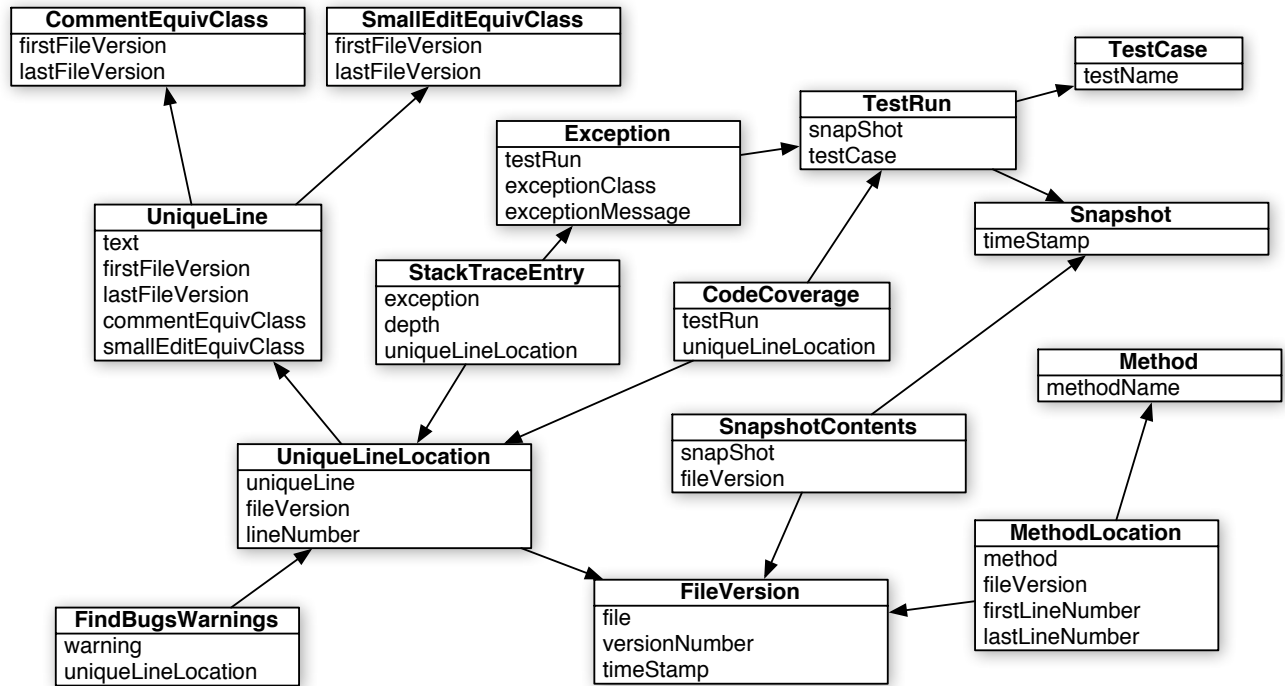 CommentEquivClass
firstFileVersion
lastFileVersion
SmallEditEquivClass
firstFileVersion
lastFileVersion
TestCase
testName
TestRun
snapShot
testCase
Exception
testRun
exceptionClass
exceptionMessage
UniqueLine
text
firstFileVersion
lastFileVersion
commentEquivClass
smallEditEquivClass
Snapshot
timeStamp
StackTraceEntry
exception
depth
uniqueLineLocation
CodeCoverage
testRun
uniqueLineLocation
Method
methodName
SnapshotContents
snapShot
fileVersion
UniqueLineLocation
uniqueLine
fileVersion
lineNumber
MethodLocation
method
fileVersion
firstLineNumber
lastLineNumber
FileVersion
file
versionNumber
timeStamp
FindBugsWarnings
warning
uniqueLineLocation